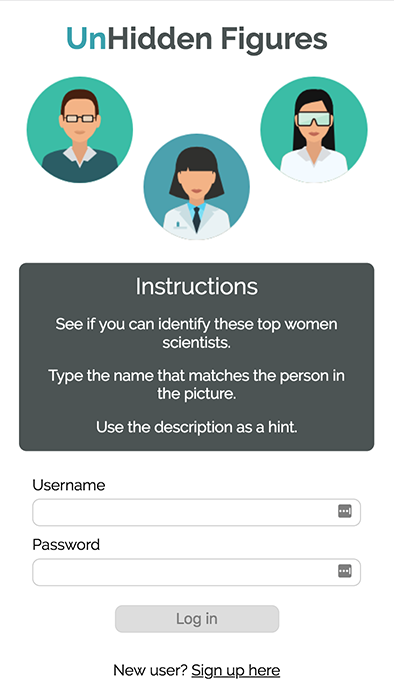 UnHidden Figures
Instructions
See if you can identify these top women
scientists.
Type the name that matches the person in
the picture.
Use the description as a hint.
Username
Password
Log in
New user? Sign up here